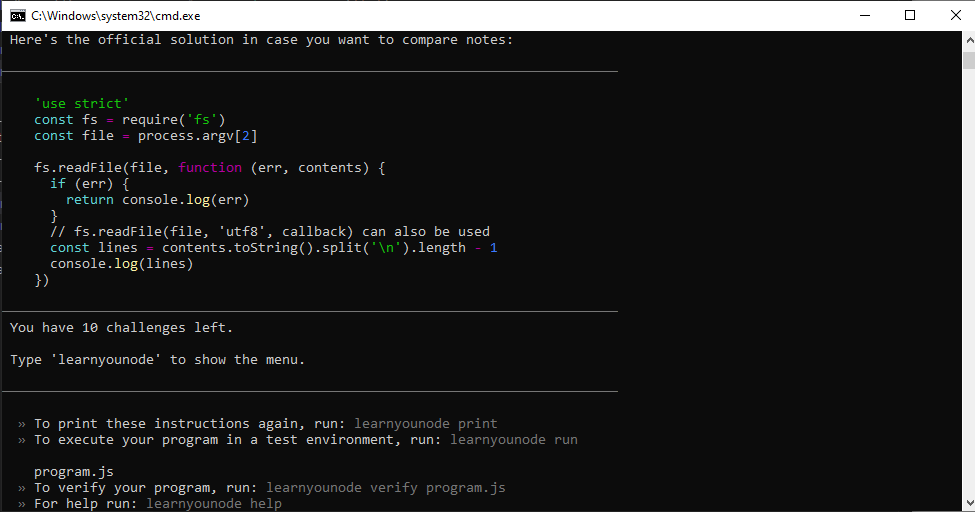 C:\Windows\system32\cmd.exe
Here's the official solution in case you want to compare notes:
'use strict'
const fs = require('fs')
const file = process.argv[2]
fs.readFile(file, function (err, contents) {
if (err) {
return console.log(err)
}
// fs.readFile(file, 'utf8', callback) can also be used
const lines = contents.toString().split('\n').length - 1
console.log(lines)
})
You have 10 challenges left.
Type 'learnyounode' to show the menu.
» To print these instructions again, run: learnyounode print
» To execute your program in a test environment, run: learnyounode run
program.js
» To verify your program, run: learnyounode verify program.js
» For help run: learnyounode help